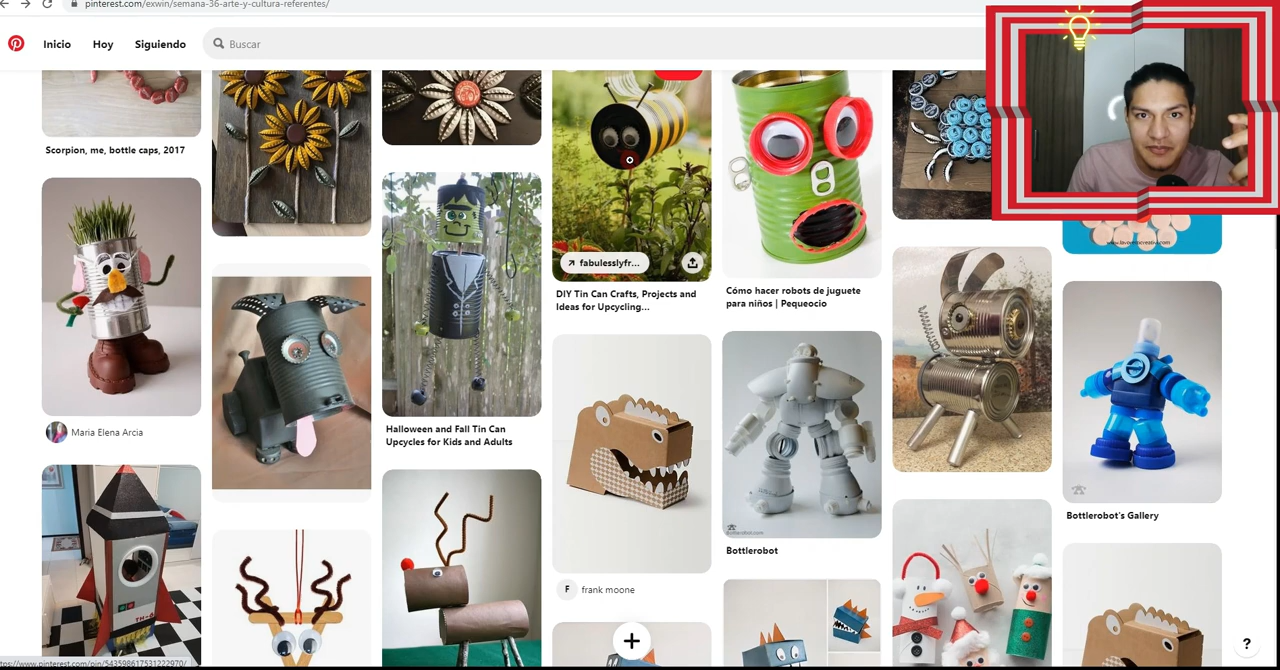 pinterest.com/exwin/semana-36-arte-y-cultura-referentes/
Inicio
Hoy
Siguiendo
Buscar
Scorpion, me, bottle caps, 2017
fabulesslyfr...
DIY Tin Can Crafts, Projects and
Ideas for Upcycling...
Cómo hacer robots de juguete
para niños | Pequeocio
Maria Elena Arcia
Halloween and Fall Tin Can
Upcycles for Kids and Adults
F
frank moone
Bottlerobot
Bottlerobot's Gallery
+
?
ttps://www.pinterest.com/pin/543598617531222970/